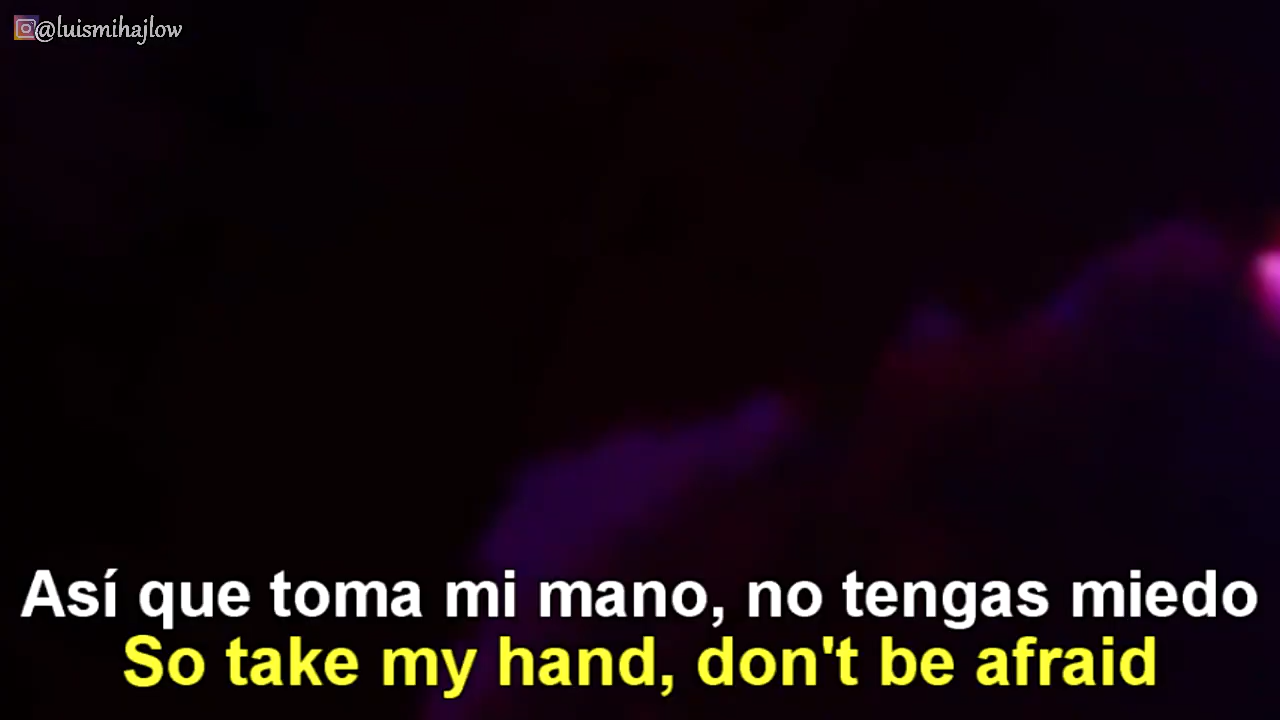 @luismihajlow
Así que toma mi mano, no tengas miedo
So take my hand, don't be afraid